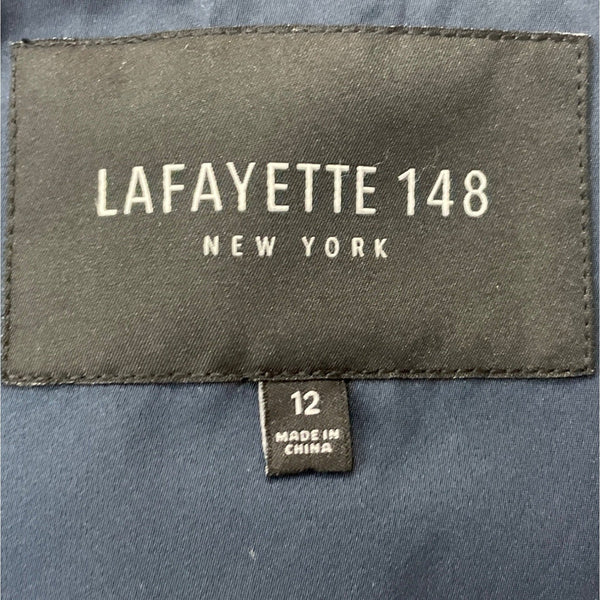 LAFAYETTE 148
NEW YORK
12
MADE IN
CHINA